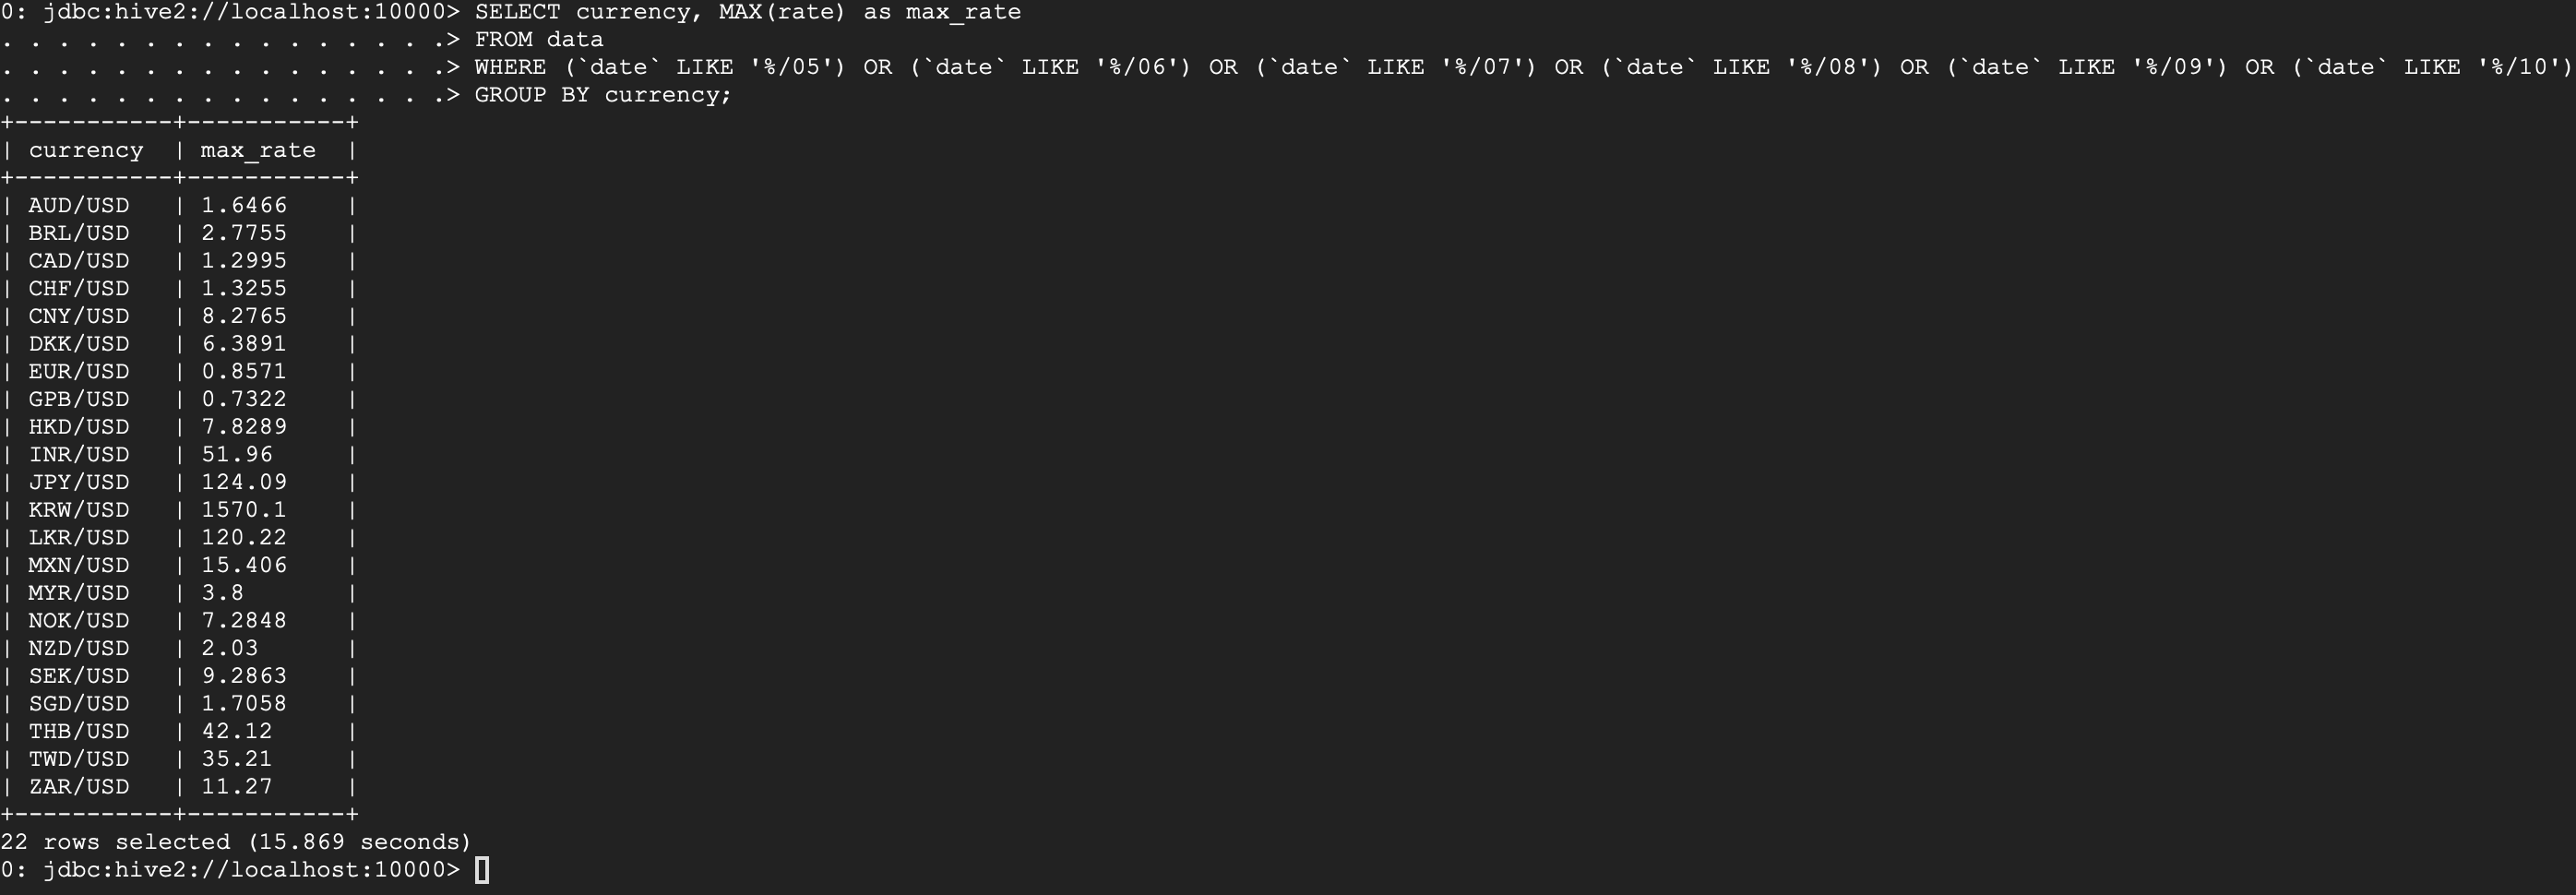 0: jdbc:hive2://localhost:10000> SELECT currency, MAX(rate) as max_rate
. . . . . . . . . . . . . . . .> FROM data
. . . . . . . . . . . . . . . .> WHERE (`date` LIKE '%/05') OR (`date` LIKE '%/06') OR (`date` LIKE '%/07') OR (`date` LIKE '%/08') OR (`date` LIKE '%/09') OR (`date` LIKE '%/10')
. . . . . . . . . . . . . . . .> GROUP BY currency;
+-----------+-----------+
| currency  | max_rate  |
+-----------+-----------+
| AUD/USD   | 1.6466    |
| BRL/USD   | 2.7755    |
| CAD/USD   | 1.2995    |
| CHF/USD   | 1.3255    |
| CNY/USD   | 8.2765    |
| DKK/USD   | 6.3891    |
| EUR/USD   | 0.8571    |
| GPB/USD   | 0.7322    |
| HKD/USD   | 7.8289    |
| INR/USD   | 51.96     |
| JPY/USD   | 124.09    |
| KRW/USD   | 1570.1    |
| LKR/USD   | 120.22    |
| MXN/USD   | 15.406    |
| MYR/USD   | 3.8       |
| NOK/USD   | 7.2848    |
| NZD/USD   | 2.03      |
| SEK/USD   | 9.2863    |
| SGD/USD   | 1.7058    |
| THB/USD   | 42.12     |
| TWD/USD   | 35.21     |
| ZAR/USD   | 11.27     |
+-----------+-----------+
22 rows selected (15.869 seconds)
0: jdbc:hive2://localhost:10000>